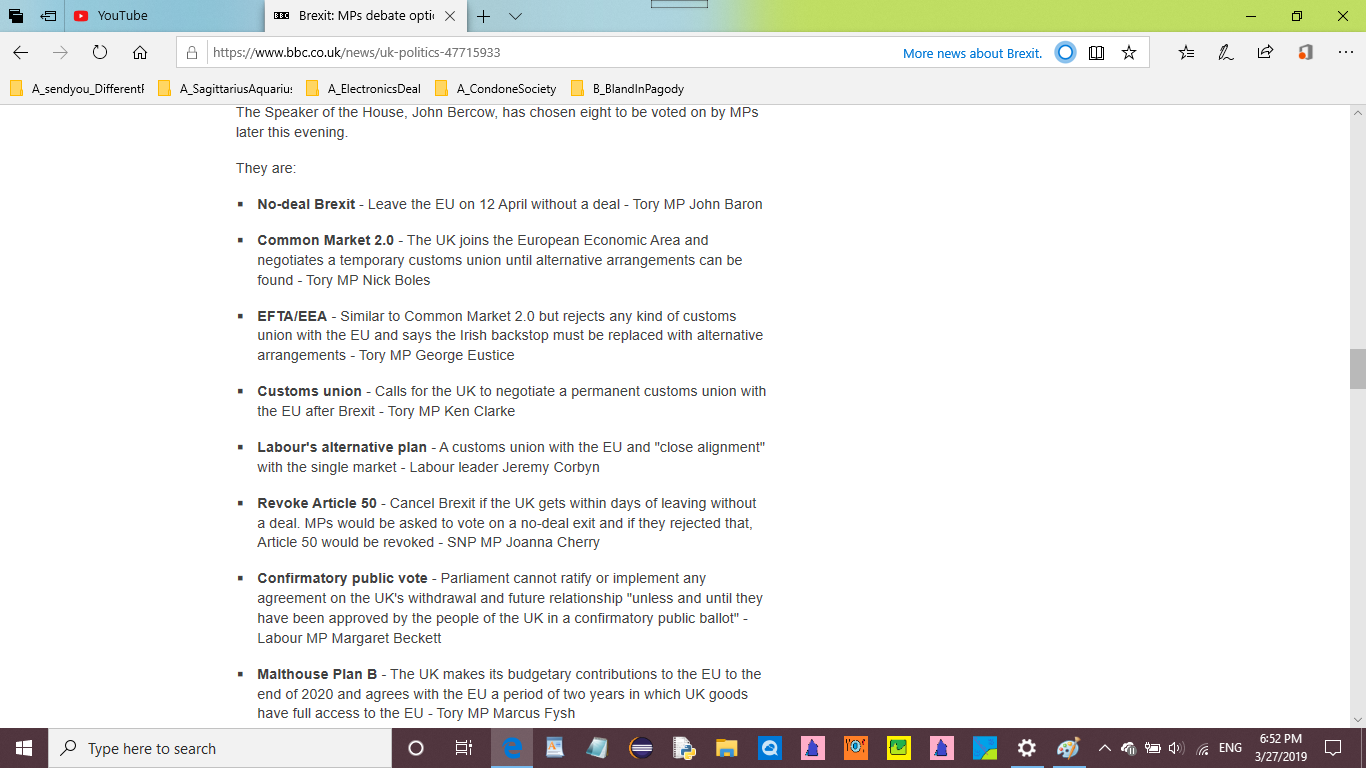 YouTube
BBC Brexit: MPs debate opti
https://www.bbc.co.uk/news/uk-politics-47715933
More news about Brexit.
A_sendyou_Different
A_SagittariusAquariu
A_ElectronicsDeal
A_CondoneSociety
B_BlandInPagody
The Speaker of the House, John Bercow, has chosen eight to be voted on by MPs
later this evening.
They are:
No-deal Brexit - Leave the EU on 12 April without a deal - Tory MP John Baron
Common Market 2.0 - The UK joins the European Economic Area and
negotiates a temporary customs union until alternative arrangements can be
found - Tory MP Nick Boles
EFTA/EEA - Similar to Common Market 2.0 but rejects any kind of customs
union with the EU and says the Irish backstop must be replaced with alternative
arrangements - Tory MP George Eustice
Customs union - Calls for the UK to negotiate a permanent customs union with
the EU after Brexit - Tory MP Ken Clarke
Labour's alternative plan - A customs union with the EU and "close alignment"
with the single market - Labour leader Jeremy Corbyn
Revoke Article 50 - Cancel Brexit if the UK gets within days of leaving without
a deal. MPs would be asked to vote on a no-deal exit and if they rejected that,
Article 50 would be revoked - SNP MP Joanna Cherry
Confirmatory public vote - Parliament cannot ratify or implement any
agreement on the UK's withdrawal and future relationship "unless and until they
have been approved by the people of the UK in a confirmatory public ballot" -
Labour MP Margaret Beckett
Malthouse Plan B - The UK makes its budgetary contributions to the EU to the
end of 2020 and agrees with the EU a period of two years in which UK goods
have full access to the EU - Tory MP Marcus Fysh
Type here to search
ENG
6:52 PM
3/27/2019